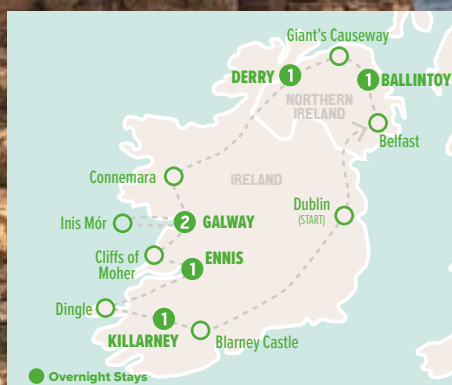 Giant's Causeway
DERRY
1
1
BALLINTOY
NORTHERN
IRELAND
Belfast
Connemara
IRELAND
Inis Mór
2
GALWAY
Dublin
(START)
Cliffs of
Moher
ENNIS
1
Dingle
1
KILLARNEY
Blarney Castle
Overnight Stays